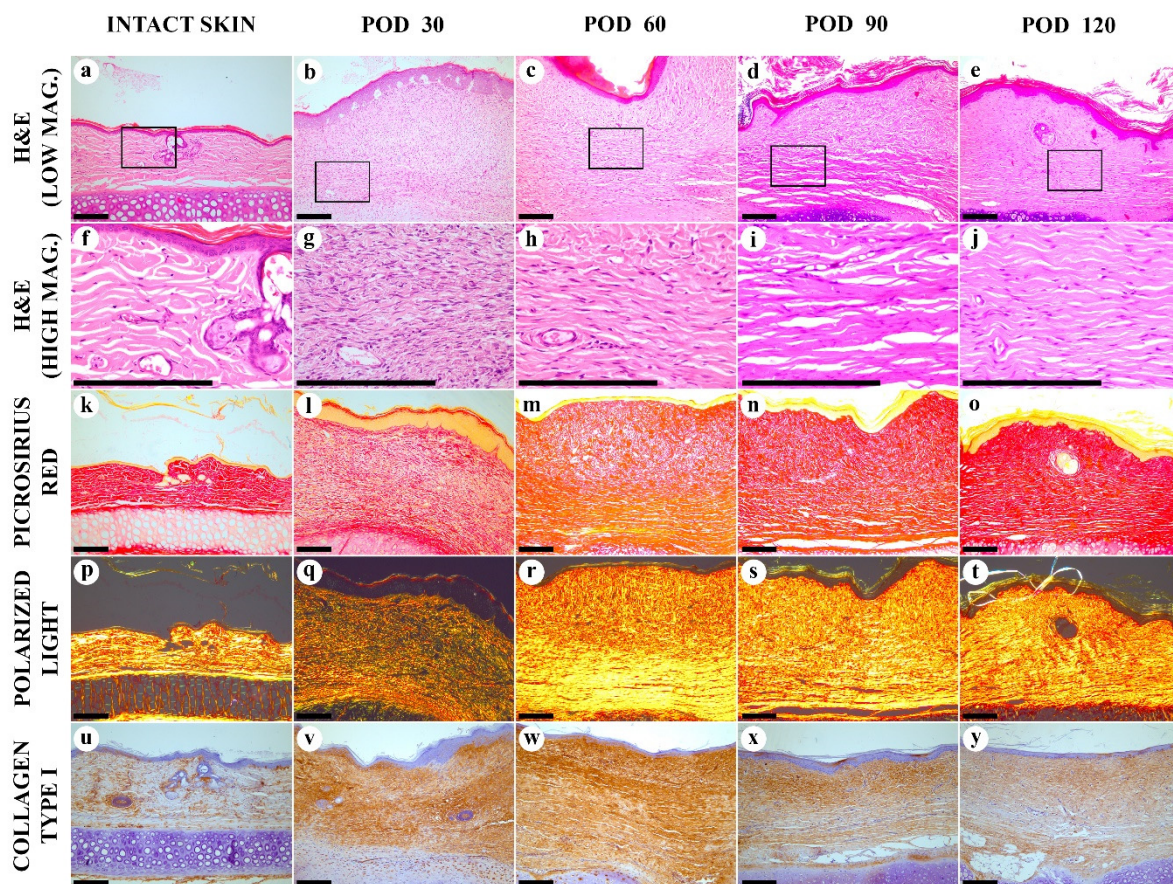 INTACT SKIN POD 30 POD 60 POD 90 POD 120
H&E
(LOW MAG.)
a b c d e
H&E
(HIGH MAG.)
f g h i j
PICROSIRIUS
RED
k l m n o
POLARIZED
LIGHT
p q r s t
COLLAGEN
TYPE I
u v w x y